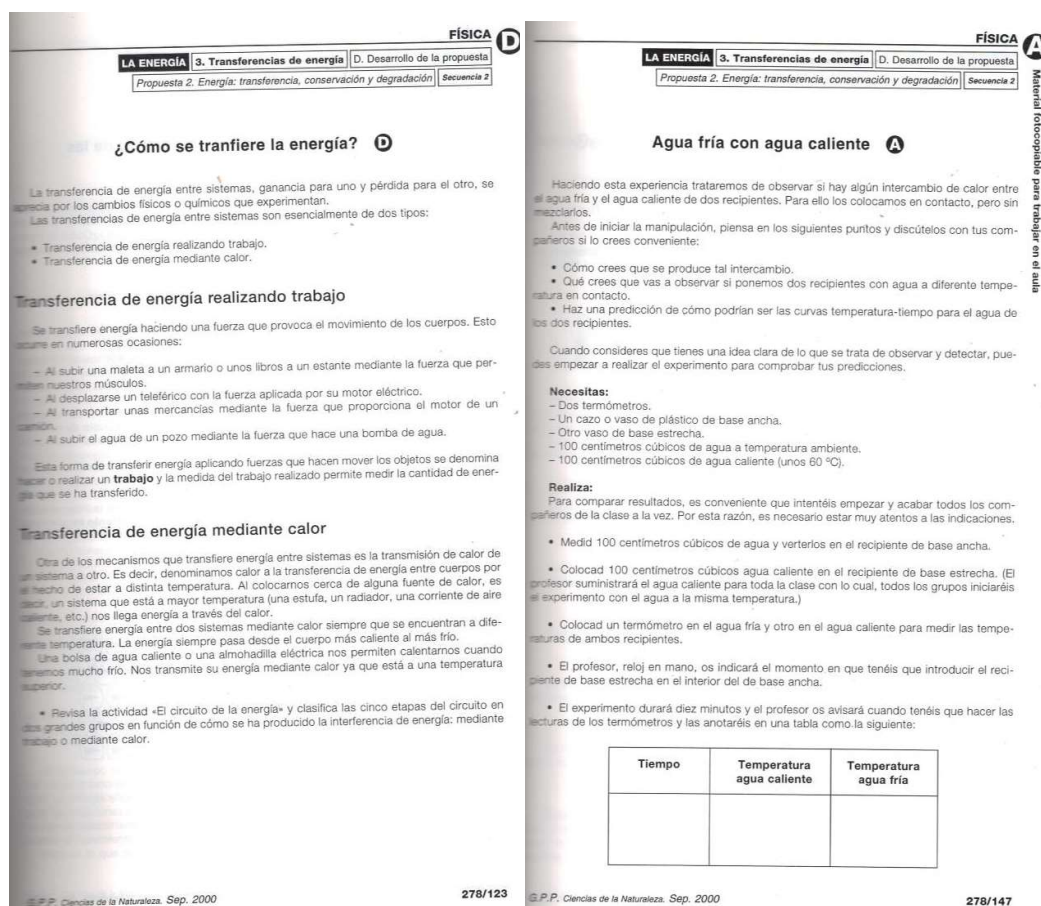 FÍSICA D
LA ENERGÍA 3. Transferencias de energía D. Desarrollo de la propuesta
Propuesta 2. Energía: transferencia, conservación y degradación Secuencia 2
¿Cómo se tranfiere la energía? D
La transferencia de energía entre sistemas, ganancia para uno y pérdida para el otro, se
aprecia por los cambios físicos o químicos que experimentan.
Las transferencias de energía entre sistemas son esencialmente de dos tipos:
• Transferencia de energía realizando trabajo.
• Transferencia de energía mediante calor.
Transferencia de energía realizando trabajo
Se transfiere energía haciendo una fuerza que provoca el movimiento de los cuerpos. Esto
ocurre en numerosas ocasiones:
– Al subir una maleta a un armario o unos libros a un estante mediante la fuerza que per-
miten nuestros músculos.
– Al desplazarse un teleférico con la fuerza aplicada por su motor eléctrico.
– Al transportar unas mercancías mediante la fuerza que proporciona el motor de un
camión.
– Al subir el agua de un pozo mediante la fuerza que hace una bomba de agua.
Esta forma de transferir energía aplicando fuerzas que hacen mover los objetos se denomina
hacer o realizar un trabajo y la medida del trabajo realizado permite medir la cantidad de ener-
gía que se ha transferido.
Transferencia de energía mediante calor
Otra de los mecanismos que transfiere energía entre sistemas es la transmisión de calor de
un sistema a otro. Es decir, denominamos calor a la transferencia de energía entre cuerpos por
el hecho de estar a distinta temperatura. Al colocarnos cerca de alguna fuente de calor, es
decir, un sistema que está a mayor temperatura (una estufa, un radiador, una corriente de aire
caliente, etc.) nos llega energía a través del calor.
Se transfiere energía entre dos sistemas mediante calor siempre que se encuentran a dife-
rente temperatura. La energía siempre pasa desde el cuerpo más caliente al más frío.
Una bolsa de agua caliente o una almohadilla eléctrica nos permiten calentarnos cuando
tenemos mucho frío. Nos transmite su energía mediante calor ya que está a una temperatura
superior.
• Revisa la actividad «El circuito de la energía» y clasifica las cinco etapas del circuito en
dos grandes grupos en función de cómo se ha producido la interferencia de energía: mediante
trabajo o mediante calor.
G.P.P. Ciencias de la Naturaleza. Sep. 2000
278/123
FÍSICA A
LA ENERGÍA 3. Transferencias de energía D. Desarrollo de la propuesta
Propuesta 2. Energía: transferencia, conservación y degradación Secuencia 2
Material fotocopiable para trabajar en el aula
Agua fría con agua caliente A
Haciendo esta experiencia trataremos de observar si hay algún intercambio de calor entre
el agua fría y el agua caliente de dos recipientes. Para ello los colocamos en contacto, pero sin
mezclarlos.
Antes de iniciar la manipulación, piensa en los siguientes puntos y discútelos con tus com-
pañeros si lo crees conveniente:
• Cómo crees que se produce tal intercambio.
• Qué crees que vas a observar si ponemos dos recipientes con agua a diferente tempe-
ratura en contacto.
• Haz una predicción de cómo podrían ser las curvas temperatura-tiempo para el agua de
los dos recipientes.
Cuando consideres que tienes una idea clara de lo que se trata de observar y detectar, pue-
des empezar a realizar el experimento para comprobar tus predicciones.
Necesitas:
– Dos termómetros.
– Un cazo o vaso de plástico de base ancha.
– Otro vaso de base estrecha.
– 100 centímetros cúbicos de agua a temperatura ambiente.
– 100 centímetros cúbicos de agua caliente (unos 60 ºC).
Realiza:
Para comparar resultados, es conveniente que intentéis empezar y acabar todos los com-
pañeros de la clase a la vez. Por esta razón, es necesario estar muy atentos a las indicaciones.
• Medid 100 centímetros cúbicos de agua y verterlos en el recipiente de base ancha.
• Colocad 100 centímetros cúbicos agua caliente en el recipiente de base estrecha. (El
profesor suministrará el agua caliente para toda la clase con lo cual, todos los grupos iniciaréis
el experimento con el agua a la misma temperatura.)
• Colocad un termómetro en el agua fría y otro en el agua caliente para medir las tempe-
raturas de ambos recipientes.
• El profesor, reloj en mano, os indicará el momento en que tenéis que introducir el reci-
piente de base estrecha en el interior del de base ancha.
• El experimento durará diez minutos y el profesor os avisará cuando tenéis que hacer las
lecturas de los termómetros y las anotaréis en una tabla como la siguiente:
Tiempo Temperatura agua caliente Temperatura agua fría
G.P.P. Ciencias de la Naturaleza. Sep. 2000
278/147